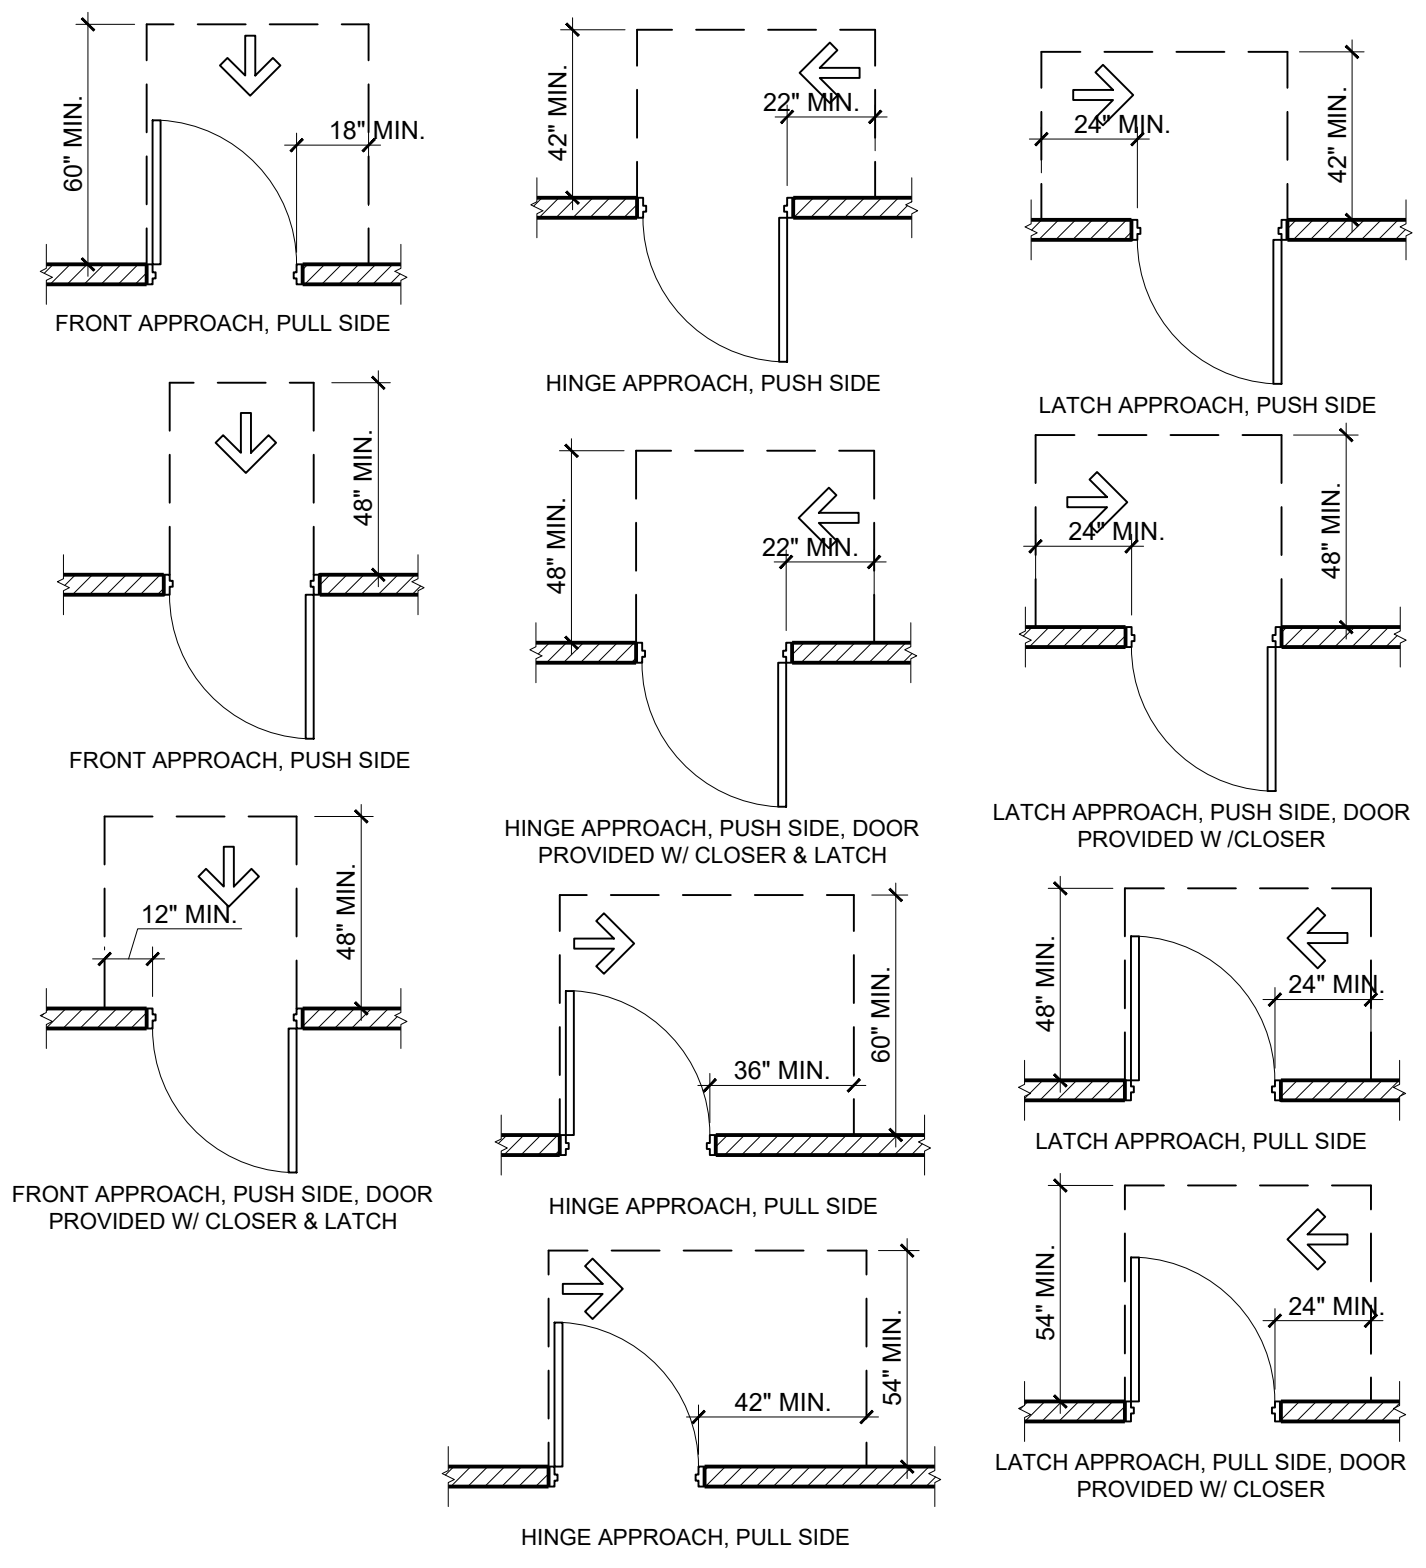 60" MIN.
18" MIN.
FRONT APPROACH, PULL SIDE
48" MIN.
FRONT APPROACH, PUSH SIDE
12" MIN.
48" MIN.
FRONT APPROACH, PUSH SIDE, DOOR
PROVIDED W/ CLOSER & LATCH
42" MIN.
22" MIN.
HINGE APPROACH, PUSH SIDE
48" MIN.
22" MIN.
HINGE APPROACH, PUSH SIDE, DOOR
PROVIDED W/ CLOSER & LATCH
60" MIN.
36" MIN.
HINGE APPROACH, PULL SIDE
54" MIN.
42" MIN.
HINGE APPROACH, PULL SIDE
24" MIN.
42" MIN.
LATCH APPROACH, PUSH SIDE
24" MIN.
48" MIN.
LATCH APPROACH, PUSH SIDE, DOOR
PROVIDED W /CLOSER
48" MIN.
24" MIN.
LATCH APPROACH, PULL SIDE
54" MIN.
24" MIN.
LATCH APPROACH, PULL SIDE, DOOR
PROVIDED W/ CLOSER